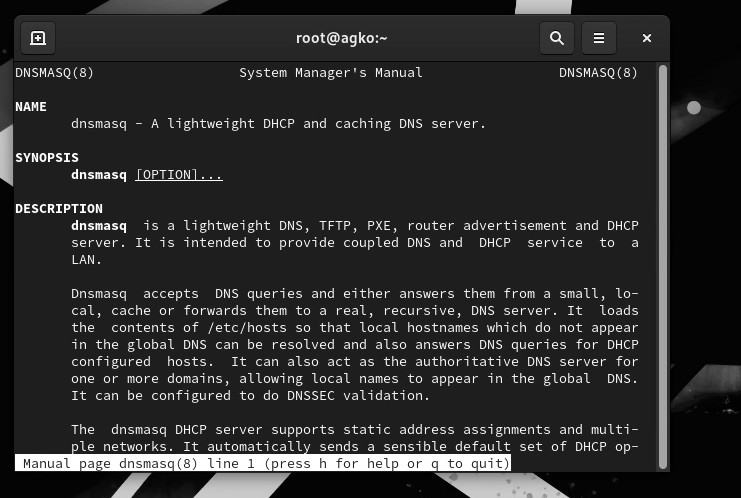 root@agko:~
DNSMASQ(8) System Manager's Manual DNSMASQ(8)
NAME
dnsmasq - A lightweight DHCP and caching DNS server.
SYNOPSIS
dnsmasq [OPTION]...
DESCRIPTION
dnsmasq is a lightweight DNS, TFTP, PXE, router advertisement and DHCP
server. It is intended to provide coupled DNS and DHCP service to a
LAN.
Dnsmasq accepts DNS queries and either answers them from a small, lo-
cal, cache or forwards them to a real, recursive, DNS server. It loads
the contents of /etc/hosts so that local hostnames which do not appear
in the global DNS can be resolved and also answers DNS queries for DHCP
configured hosts. It can also act as the authoritative DNS server for
one or more domains, allowing local names to appear in the global DNS.
It can be configured to do DNSSEC validation.
The dnsmasq DHCP server supports static address assignments and multi-
ple networks. It automatically sends a sensible default set of DHCP op-
Manual page dnsmasq(8) line 1 (press h for help or q to quit)